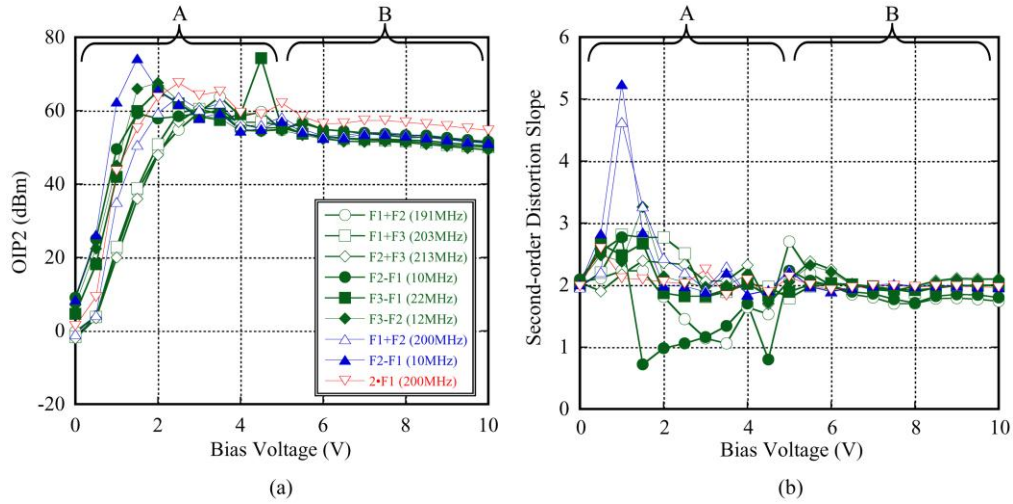 A
B
80
60
40
20
0
-20
OIP2 (dBm)
F1+F2 (191MHz)
F1+F3 (203MHz)
F2+F3 (213MHz)
F2-F1 (10MHz)
F3-F1 (22MHz)
F3-F2 (12MHz)
F1+F2 (200MHz)
F2-F1 (10MHz)
2•F1 (200MHz)
0 2 4 6 8 10
Bias Voltage (V)
(a)
A
B
6
5
4
3
2
1
0
Second-order Distortion Slope
0 2 4 6 8 10
Bias Voltage (V)
(b)